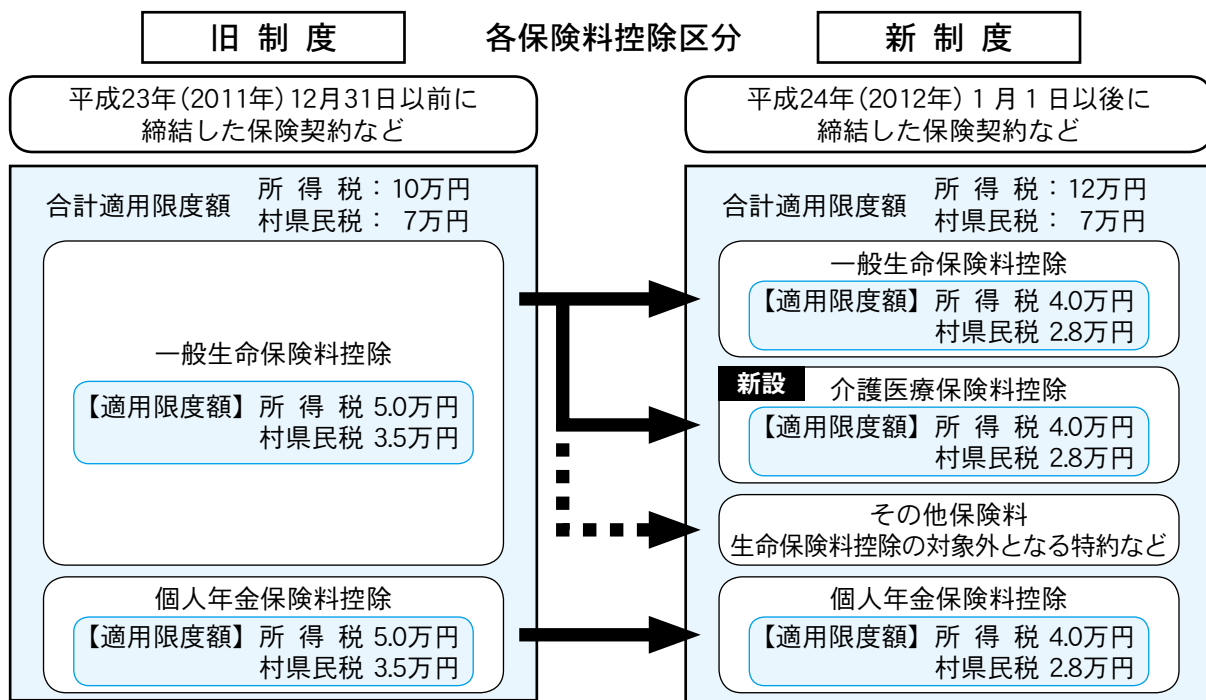 旧制度
各保険料控除区分
新制度
平成23年(2011年)12月31日以前に
締結した保険契約など
合計適用限度額
所得税：10万円
村県民税：7万円
一般生命保険料控除
【適用限度額】所得税 5.0万円
村県民税 3.5万円
個人年金保険料控除
【適用限度額】所得税 5.0万円
村県民税 3.5万円
平成24年(2012年)1月1日以後に
締結した保険契約など
合計適用限度額
所得税：12万円
村県民税：7万円
一般生命保険料控除
【適用限度額】所得税 4.0万円
村県民税 2.8万円
新設
介護医療保険料控除
【適用限度額】所得税 4.0万円
村県民税 2.8万円
その他保険料
生命保険料控除の対象外となる特約など
個人年金保険料控除
【適用限度額】所得税 4.0万円
村県民税 2.8万円